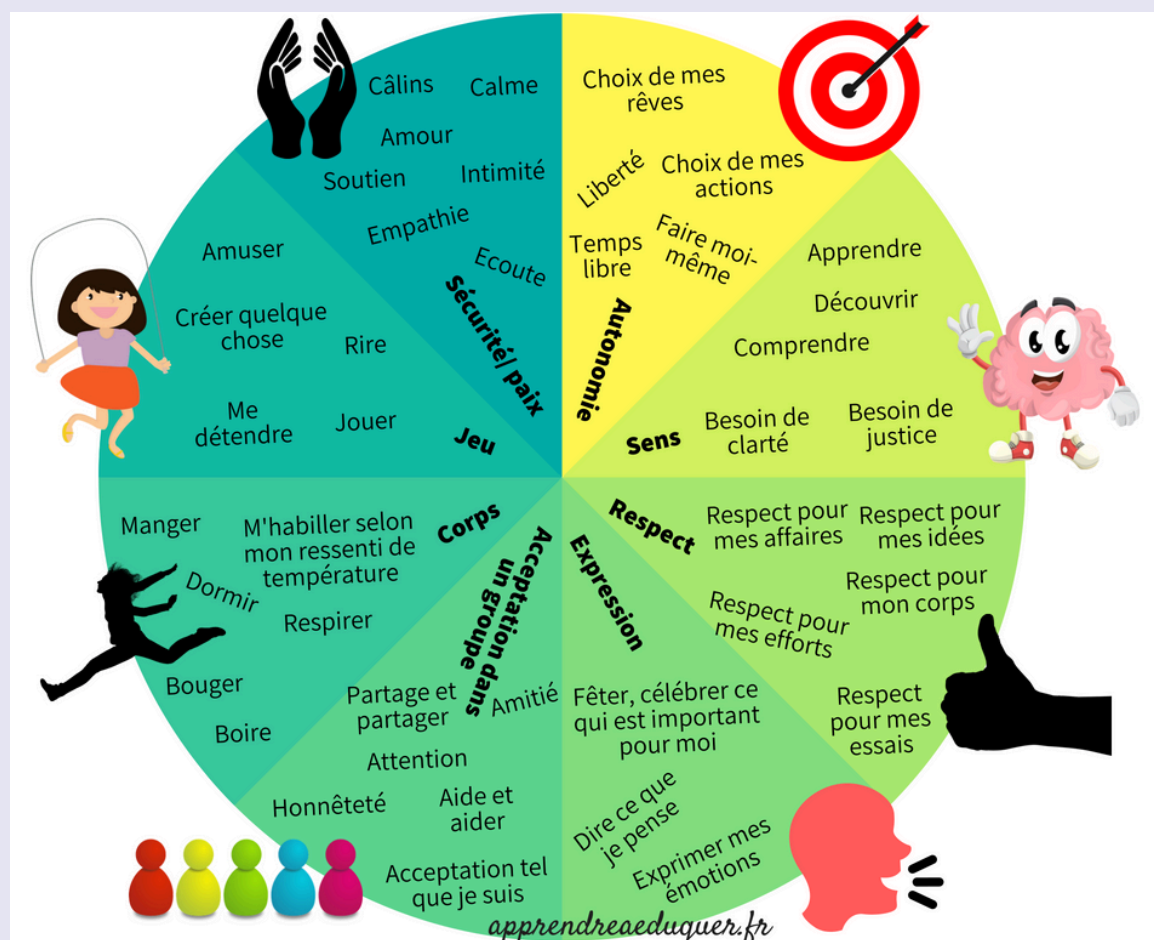 Câlins
Calme
Amour
Soutien
Intimité
Empathie
Ecoute
Sécurité/ paix
Choix de mes
rêves
Liberté
Choix de mes
actions
Temps
libre
Faire moi-
même
Autonomie
Apprendre
Découvrir
Comprendre
Besoin de
clarté
Besoin de
justice
Sens
Respect
Respect pour
mes affaires
Respect pour
mes idées
Respect pour
mon corps
Respect pour
mes efforts
Respect
pour mes
essais
Expression
Fêter, célébrer ce
qui est important
pour moi
Dire ce que
je pense
Exprimer mes
émotions
Acceptation dans
un groupe
Partage et
partager
Amitié
Attention
Honnêteté
Aide et
aider
Acceptation tel
que je suis
Corps
Manger
M'habiller selon
mon ressenti de
température
Dormir
Respirer
Bouger
Boire
Jeu
Amuser
Créer quelque
chose
Rire
Me
détendre
Jouer
apprendreaeduquer.fr